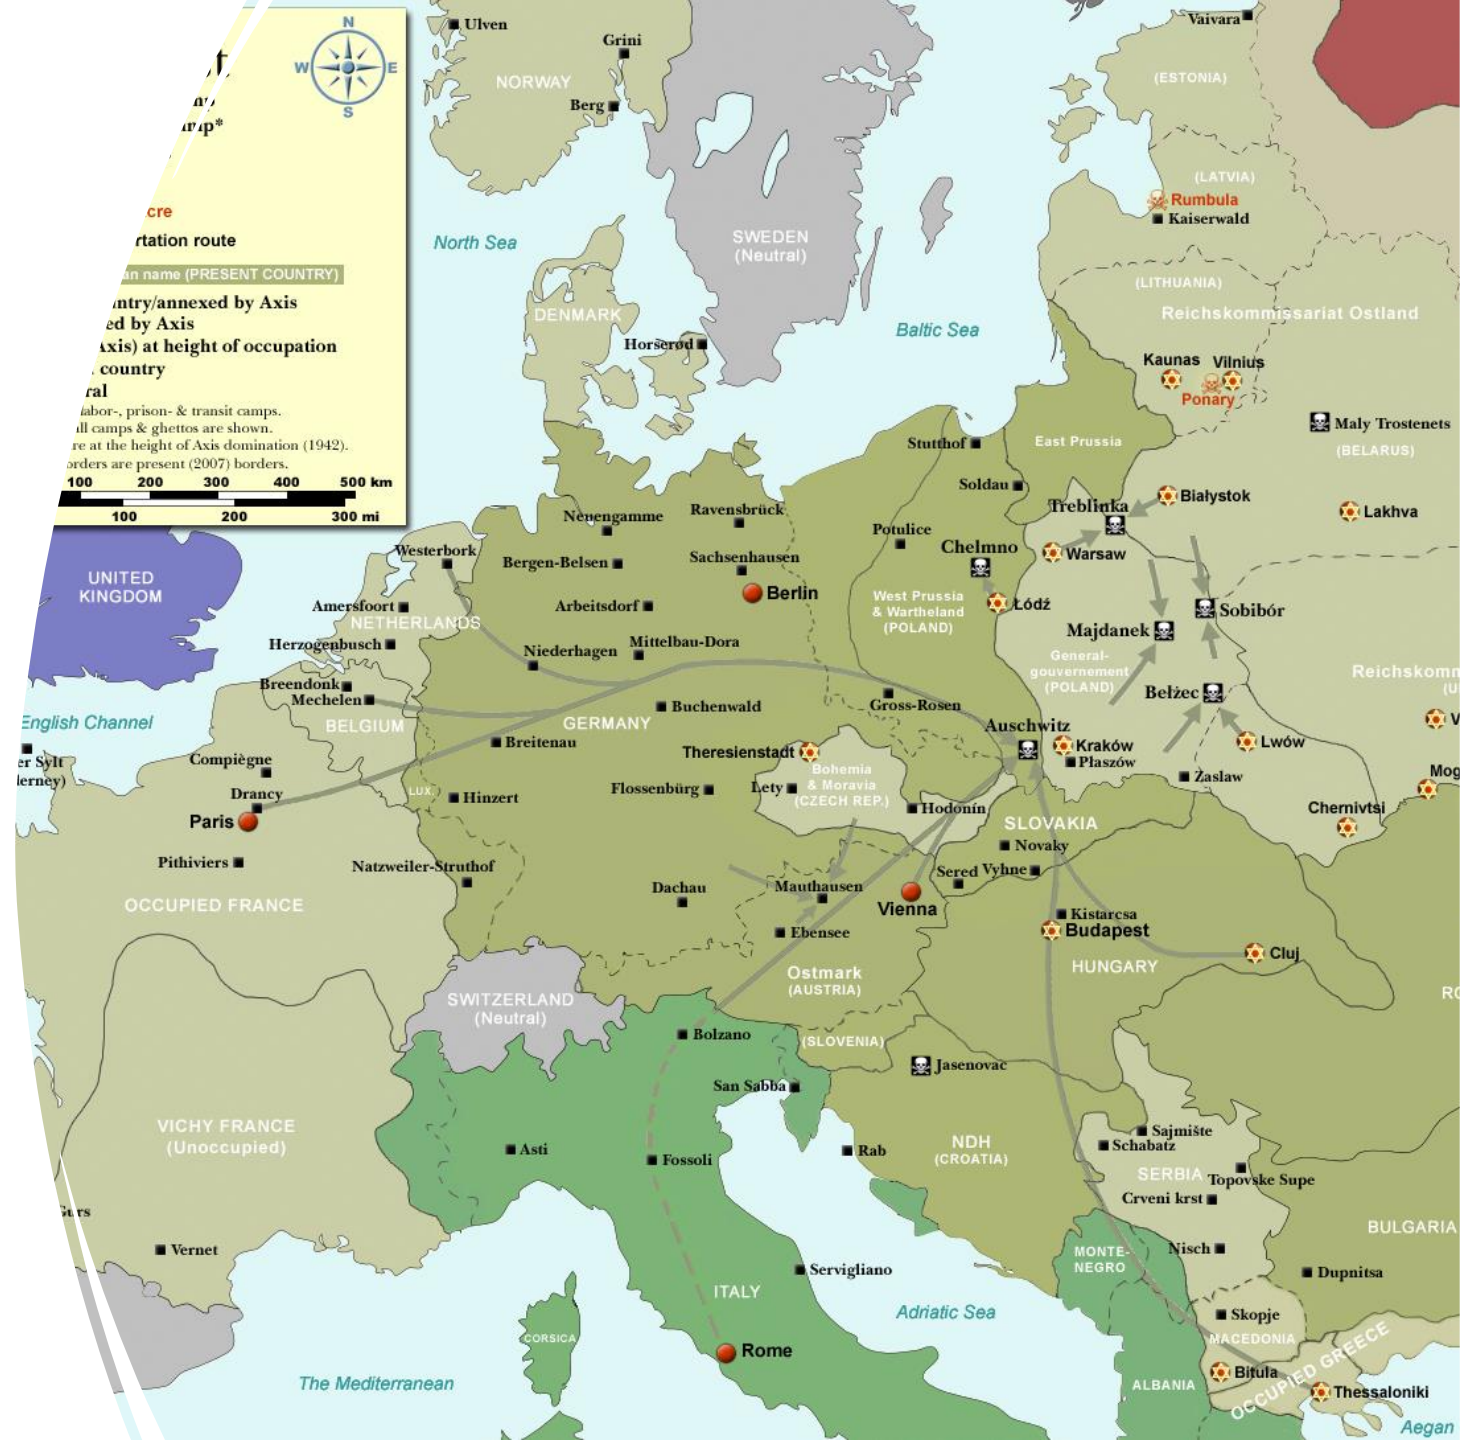 N
W E
S
cre
rtation route
an name (PRESENT COUNTRY)
ntry/annexed by Axis
ed by Axis
Axis) at height of occupation
country
ral
labor-, prison- & transit camps.
all camps & ghettos are shown.
re at the height of Axis domination (1942).
orders are present (2007) borders.
100 200 300 400 500 km
100 200 300 mi
Ulven
Grini
NORWAY
Berg
Vaivara
(ESTONIA)
(LATVIA)
Rumbula
Kaiserwald
North Sea
SWEDEN
(Neutral)
(LITHUANIA)
Reichskommissariat Ostland
DENMARK
Horserød
Baltic Sea
Kaunas
Vilnius
Ponary
Maly Trostenets
(BELARUS)
Stutthof
East Prussia
Soldau
Treblinka
Białystok
Lakhva
Neuengamme
Ravensbrück
Potulice
Chelmno
Warsaw
Westerbork
Bergen-Belsen
Sachsenhausen
Berlin
UNITED
KINGDOM
Amersfoort
NETHERLANDS
Arbeitsdorf
West Prussia
& Wartheland
(POLAND)
Łódź
Sobibór
Majdanek
Herzogenbusch
Niederhagen
Mittelbau-Dora
General-
gouvernement
(POLAND)
Reichskomm
(U
Breendonk
Mechelen
BELGIUM
GERMANY
Buchenwald
Gross-Rosen
Bełżec
English Channel
er Sylt
lerney)
Breitenau
Theresienstadt
Auschwitz
Kraków
Płaszów
Lwów
V
Compiègne
Drancy
Paris
LUX.
Hinzert
Flossenbürg
Lety
Bohemia
& Moravia
(CZECH REP.)
Hodonín
Zaslaw
Mog
Chernivtsi
SLOVAKIA
Novaky
Pithiviers
Natzweiler-Struthof
Dachau
Mauthausen
Sered
Vyhne
Vienna
OCCUPIED FRANCE
Ebensee
Kistarcsa
Budapest
Cluj
HUNGARY
Ostmark
(AUSTRIA)
RO
SWITZERLAND
(Neutral)
Bolzano
(SLOVENIA)
Jasenovac
San Sabba
VICHY FRANCE
(Unoccupied)
Asti
Fossoli
Rab
NDH
(CROATIA)
Sajmište
Schabatz
SERBIA
Topovske Supe
Crveni krst
Gurs
Vernet
Nisch
BULGARIA
MONTE-
NEGRO
Servigliano
Dupnitsa
ITALY
Adriatic Sea
Skopje
MACEDONIA
CORSICA
Rome
The Mediterranean
Bitula
ALBANIA
OCCUPIED GREECE
Thessaloniki
Aegan